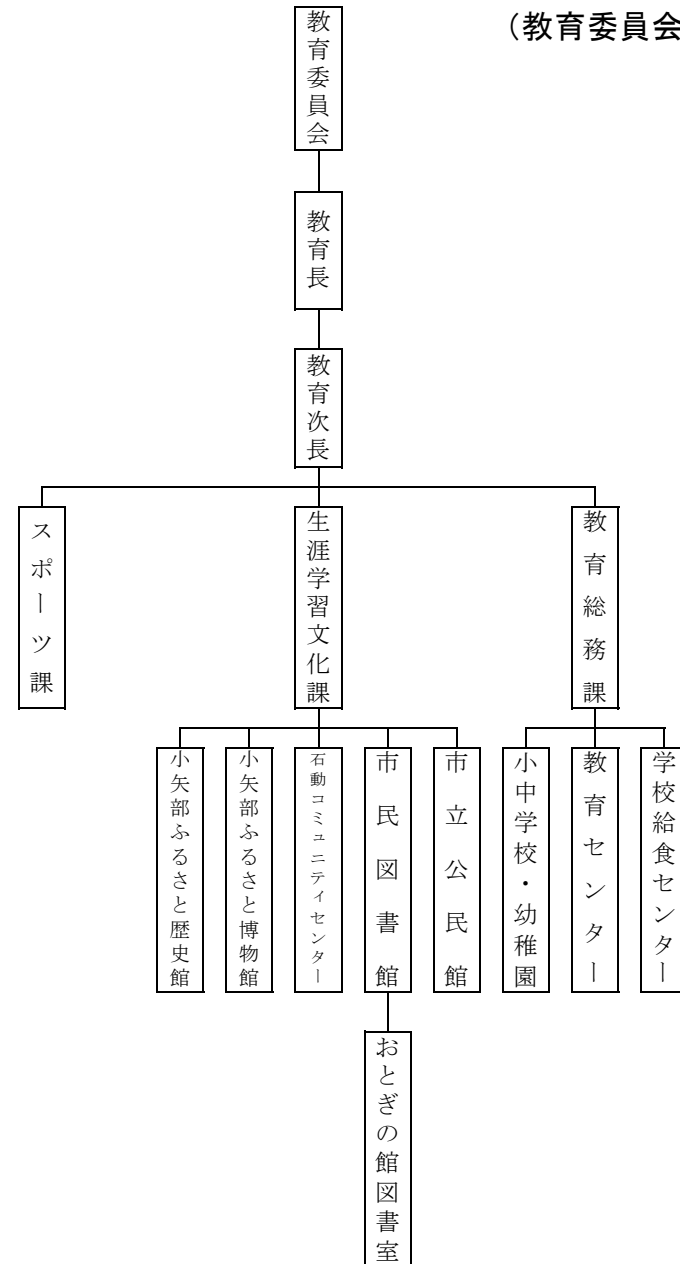 （教育委員会
教育委員会
教育長
教育次長
スポーツ課
生涯学習文化課
教育総務課
小矢部ふるさと歴史館
小矢部ふるさと博物館
石動コミュニティセンター
市民図書館
市立公民館
小中学校・幼稚園
教育センター
学校給食センター
おとぎの館図書室